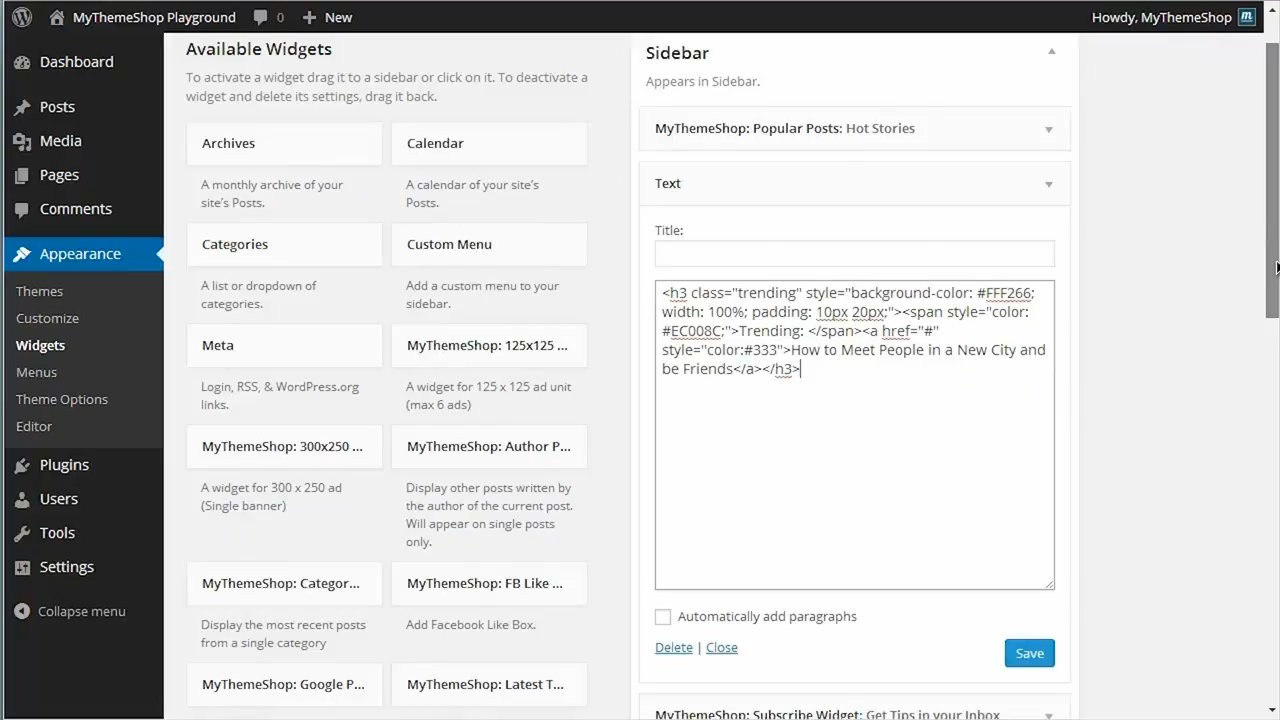 MyThemeShop Playground 0 New Howdy, MyThemeShop m
Dashboard
Posts
Media
Pages
Comments
Appearance
Themes
Customize
Widgets
Menus
Theme Options
Editor
Plugins
Users
Tools
Settings
Collapse menu
Available Widgets
To activate a widget drag it to a sidebar or click on it. To deactivate a
widget and delete its settings, drag it back.
Archives
A monthly archive of your
site's Posts.
Calendar
A calendar of your site's
Posts.
Categories
A list or dropdown of
categories.
Custom Menu
Add a custom menu to your
sidebar.
Meta
Login, RSS, & WordPress.org
links.
MyThemeShop: 125x125 ...
A widget for 125 x 125 ad unit
(max 6 ads)
MyThemeShop: 300x250 ...
A widget for 300 x 250 ad
(Single banner)
MyThemeShop: Author P...
Display other posts written by
the author of the current post.
Will appear on single posts
only.
MyThemeShop: Categor...
Display the most recent posts
from a single category
MyThemeShop: FB Like ...
Add Facebook Like Box.
MyThemeShop: Google P...
MyThemeShop: Latest T...
Sidebar
Appears in Sidebar.
MyThemeShop: Popular Posts: Hot Stories
Text
Title:
<h3 class="trending" style="background-color: #FFF266;
width: 100%; padding: 10px 20px;"><span style="color:
#EC008C;">Trending: </span><a href="#"
style="color:#333">How to Meet People in a New City and
be Friends</a></h3>
Automatically add paragraphs
Delete | Close
Save
MyThemeShop: Subscribe Widget: Get Tips in your Inbox